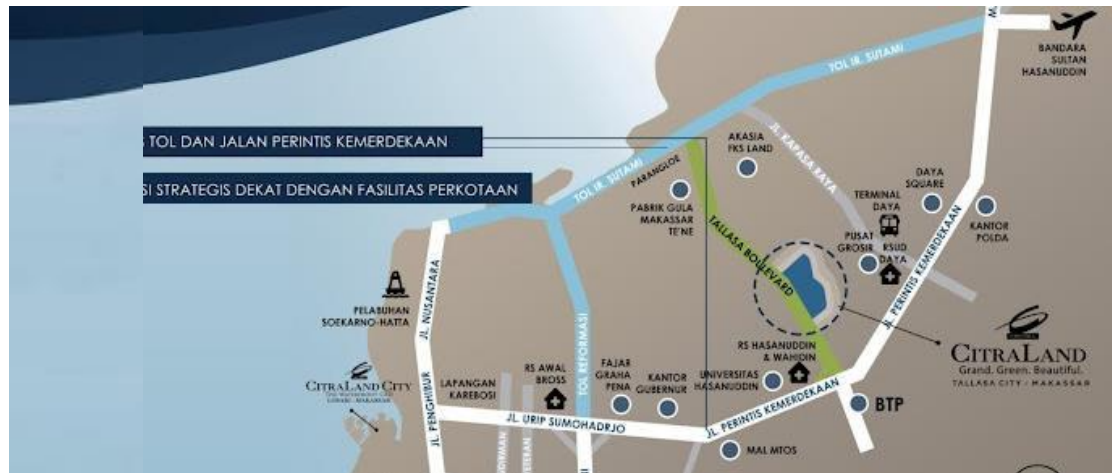 TOL DAN JALAN PERINTIS KEMERDEKAAN
SI STRATEGIS DEKAT DENGAN FASILITAS PERKOTAAN
TOL IR. SUTAMI
BANDARA
SULTAN
HASANUDDIN
JL. KAPASA RAYA
AKASIA
FKS LAND
TOL IR. SUTAMI
PARANGLOE
PABRIK GULA
MAKASSAR
TE'NE
TALLASA BOLLEVARD
DAYA
SQUARE
TERMINAL
DAYA
PUSAT
GROSIR
RSUD
DAYA
KANTOR
POLDA
JL. PERINTIS KEMERDEKAAN
PELABUHAN
SOEKARNO-HATTA
JL. NUSANTARA
TOL REFORMASI
CITRALAND
Grand. Green. Beautiful.
TALLASA CITY - MAKASSAR
RS HASANUDDIN
& WAHIDIN
UNIVERSITAS
HASANUDDIN
CITRALAND CITY
LAPANGAN
KAREBOSI
RS AWAL
BROSS
FAJAR
GRAHA
PENA
KANTOR
GUBERNUR
JL. PENGHIBUR
JL. URIP SUMOHADRJO
JL. PERINTIS KEMERDEKAAN
BTP
MAL MTOS